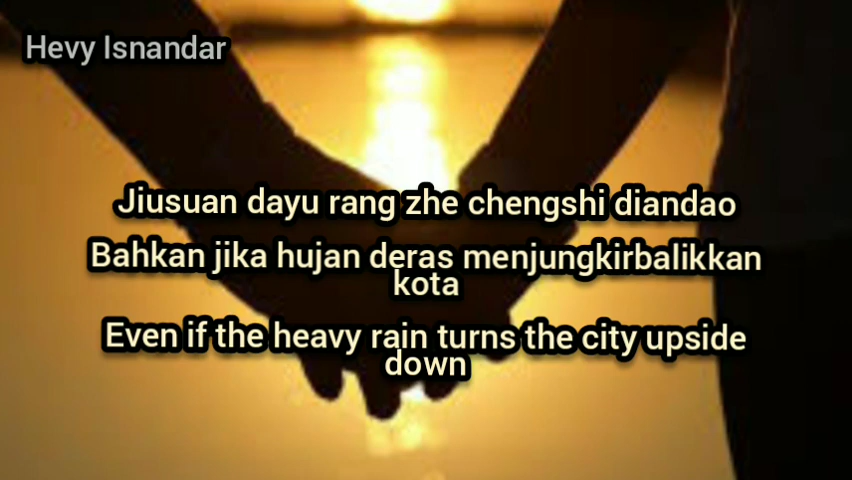 Hevy Isnandar
Jiusuan dayu rang zhe chengshi diandao
Bahkan jika hujan deras menjungkirbalikkan
kota
Even if the heavy rain turns the city upside
down